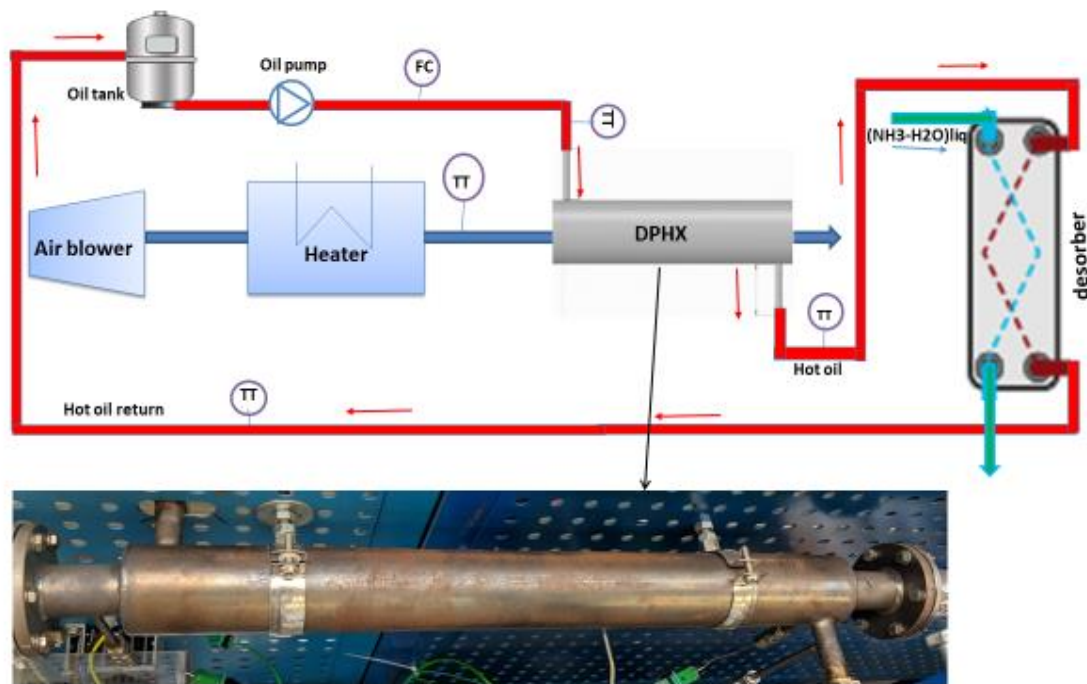 Oil tank
Oil pump
FC
TT
(NH3-H2O)liq
TT
Air blower
Heater
DPHX
desorber
TT
Hot oil
TT
Hot oil return